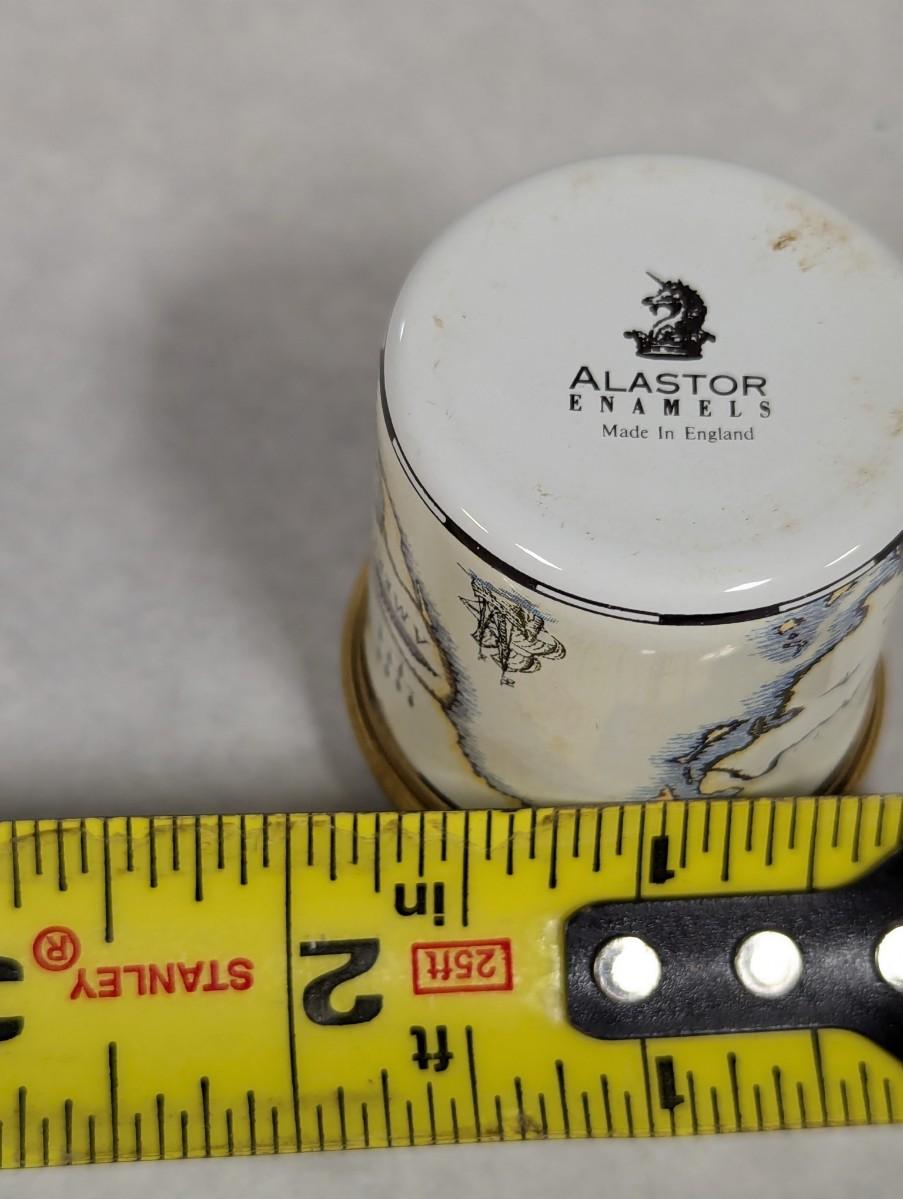 ALASTOR
ENAMELS
Made In England
1
in
2
25ft
STANLEY
R
ft
1